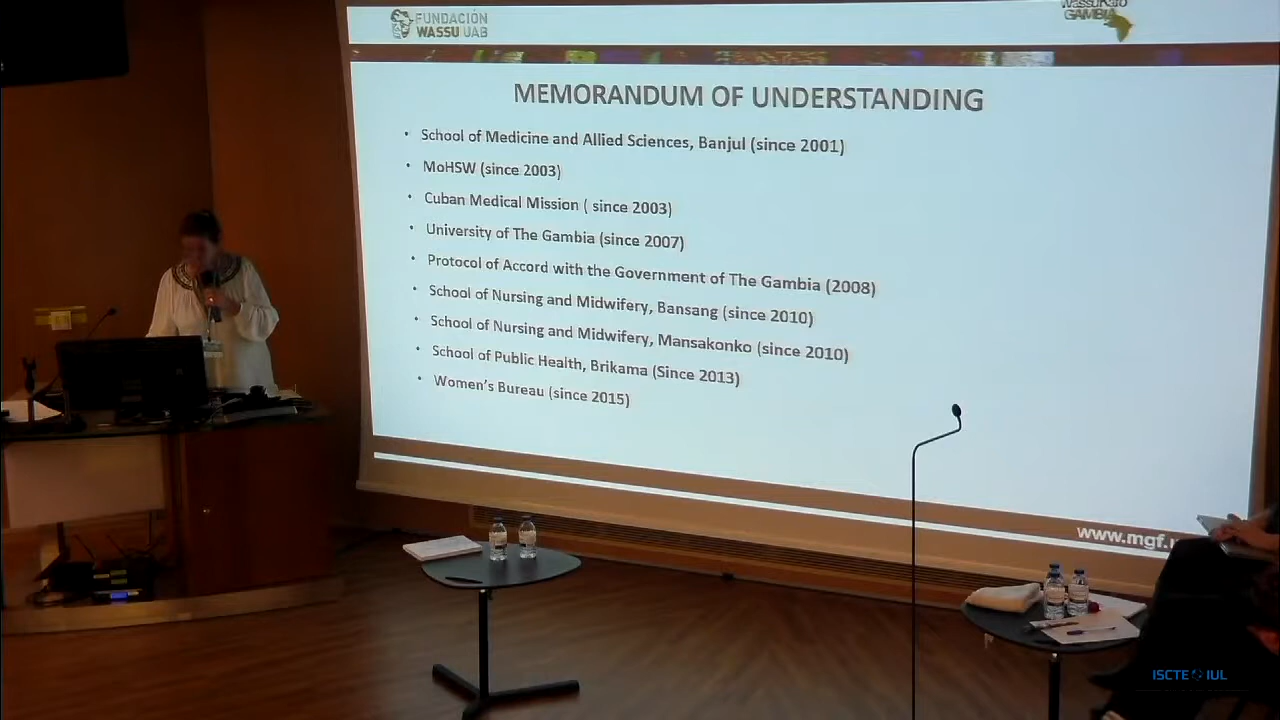 FUNDACIÓN
WASSU UAB
GAMBIA
MEMORANDUM OF UNDERSTANDING
• School of Medicine and Allied Sciences, Banjul (since 2001)
• MoHSW (since 2003)
• Cuban Medical Mission ( since 2003)
• University of The Gambia (since 2007)
• Protocol of Accord with the Government of The Gambia (2008)
• School of Nursing and Midwifery, Bansang (since 2010)
• School of Nursing and Midwifery, Mansakonko (since 2010)
• School of Public Health, Brikama (Since 2013)
• Women's Bureau (since 2015)
www.mgf.
ISCTE IUL